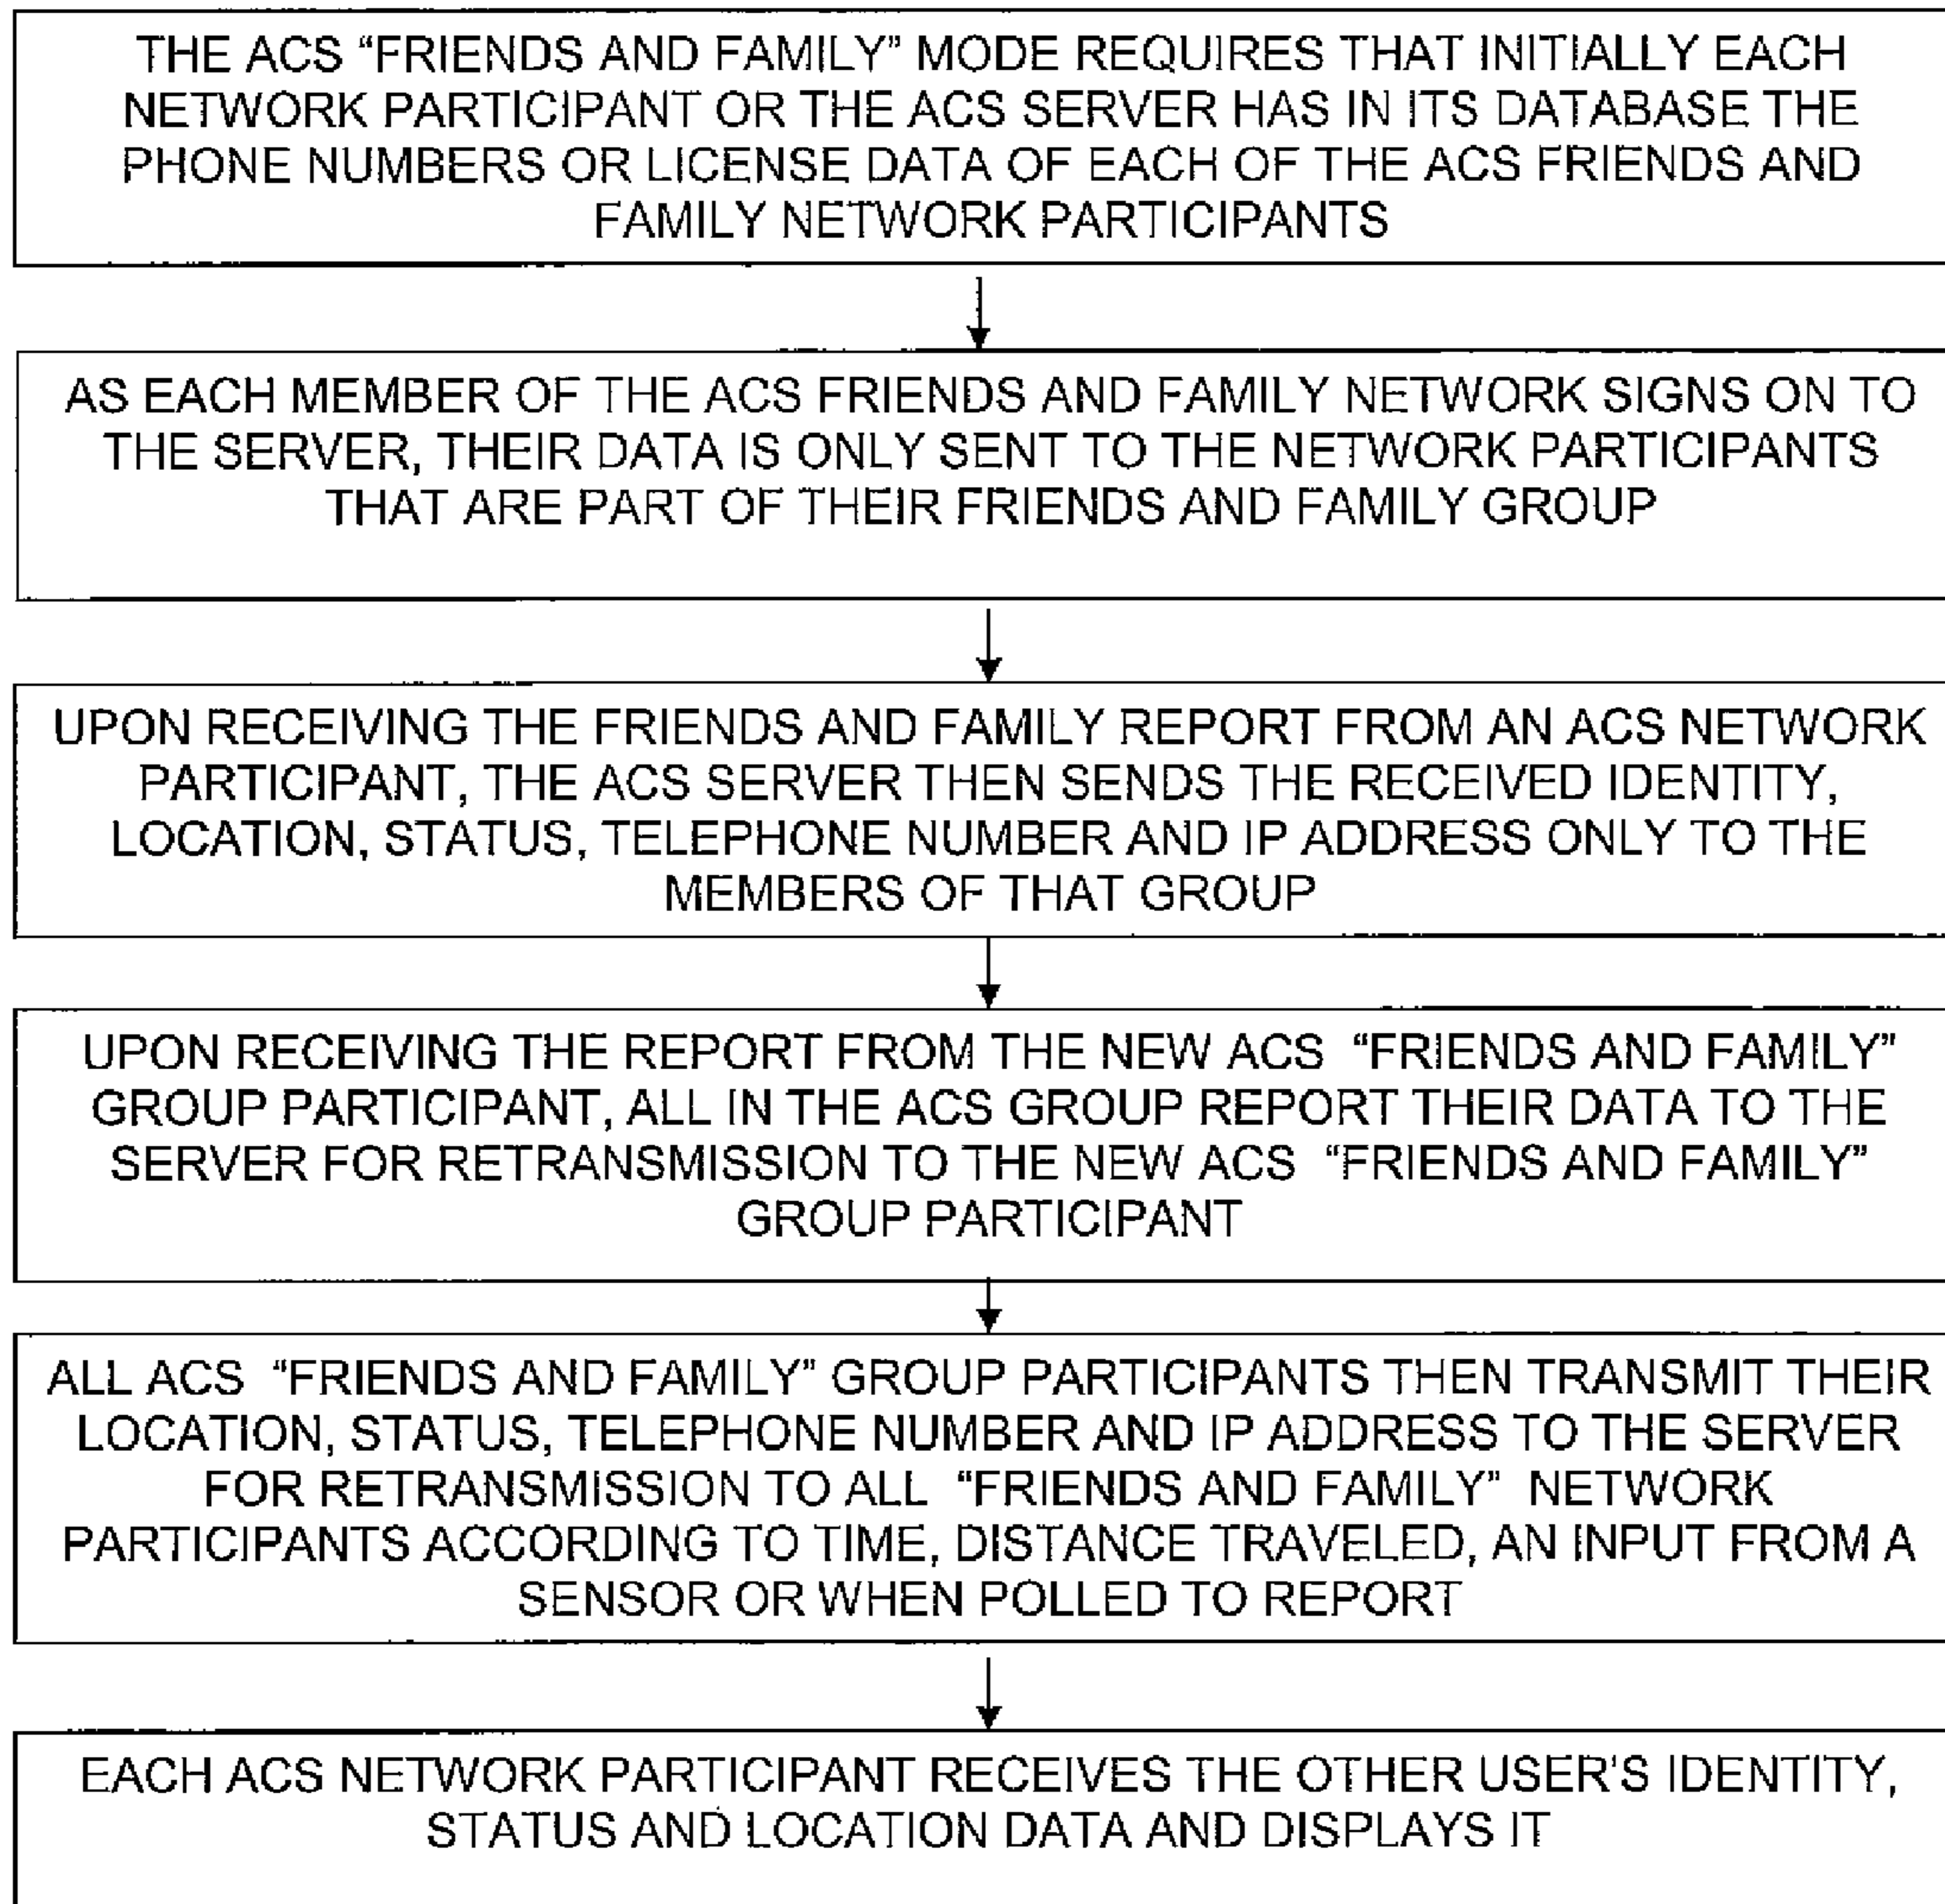 THE ACS “FRIENDS AND FAMILY” MODE REQUIRES THAT INITIALLY EACH
NETWORK PARTICIPANT OR THE ACS SERVER HAS IN ITS DATABASE THE
PHONE NUMBERS OR LICENSE DATA OF EACH OF THE ACS FRIENDS AND
FAMILY NETWORK PARTICIPANTS
AS EACH MEMBER OF THE ACS FRIENDS AND FAMILY NETWORK SIGNS ON TO
THE SERVER, THEIR DATA IS ONLY SENT TO THE NETWORK PARTICIPANTS
THAT ARE PART OF THEIR FRIENDS AND FAMILY GROUP
UPON RECEIVING THE FRIENDS AND FAMILY REPORT FROM AN ACS NETWORK
PARTICIPANT, THE ACS SERVER THEN SENDS THE RECEIVED IDENTITY,
LOCATION, STATUS, TELEPHONE NUMBER AND IP ADDRESS ONLY TO THE
MEMBERS OF THAT GROUP
UPON RECEIVING THE REPORT FROM THE NEW ACS “FRIENDS AND FAMILY”
GROUP PARTICIPANT, ALL IN THE ACS GROUP REPORT THEIR DATA TO THE
SERVER FOR RETRANSMISSION TO THE NEW ACS “FRIENDS AND FAMILY”
GROUP PARTICIPANT
ALL ACS “FRIENDS AND FAMILY” GROUP PARTICIPANTS THEN TRANSMIT THEIR
LOCATION, STATUS, TELEPHONE NUMBER AND IP ADDRESS TO THE SERVER
FOR RETRANSMISSION TO ALL “FRIENDS AND FAMILY” NETWORK
PARTICIPANTS ACCORDING TO TIME, DISTANCE TRAVELED, AN INPUT FROM A
SENSOR OR WHEN POLLED TO REPORT
EACH ACS NETWORK PARTICIPANT RECEIVES THE OTHER USER'S IDENTITY,
STATUS AND LOCATION DATA AND DISPLAYS IT